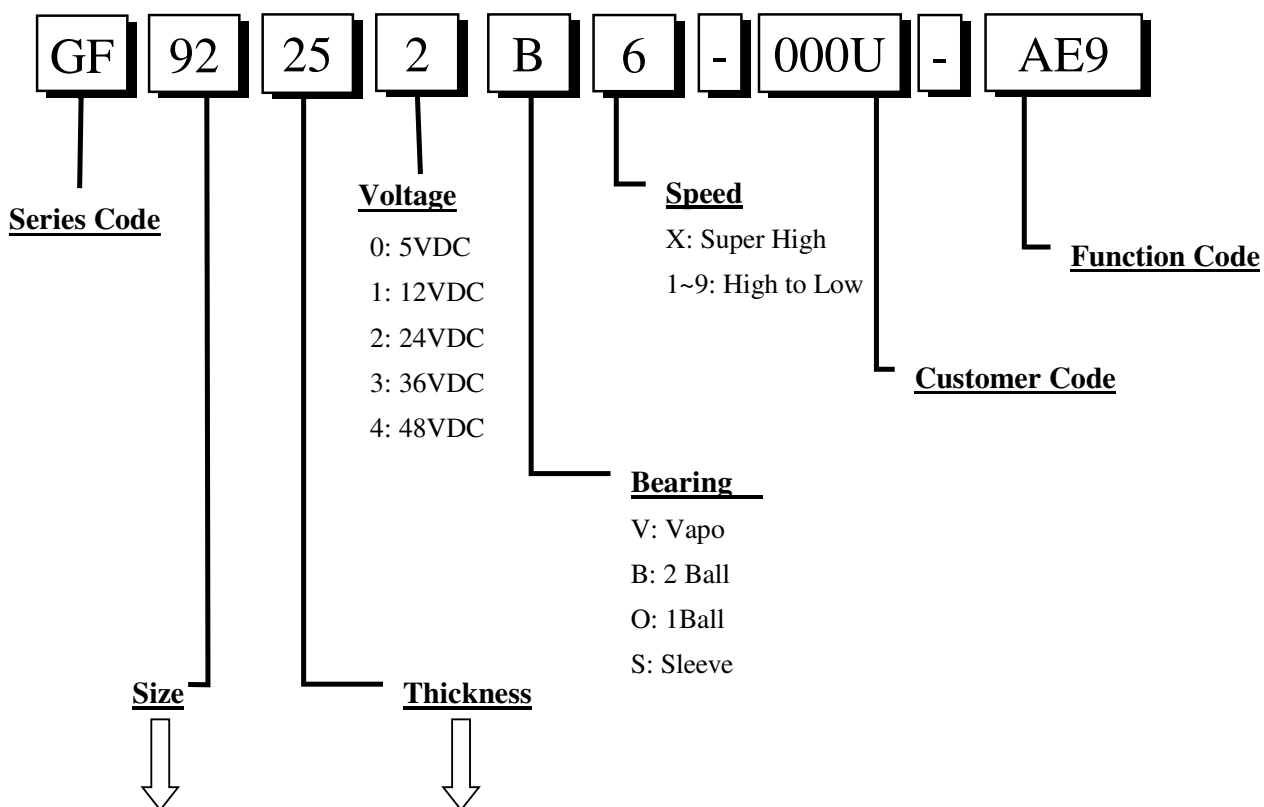 GF 92 25 2 B 6 - 000U - AE9
Series Code
Voltage
0: 5VDC
1: 12VDC
2: 24VDC
3: 36VDC
4: 48VDC
Speed
X: Super High
1~9: High to Low
Function Code
Customer Code
Bearing
V: Vapo
B: 2 Ball
O: 1Ball
S: Sleeve
Size
Thickness